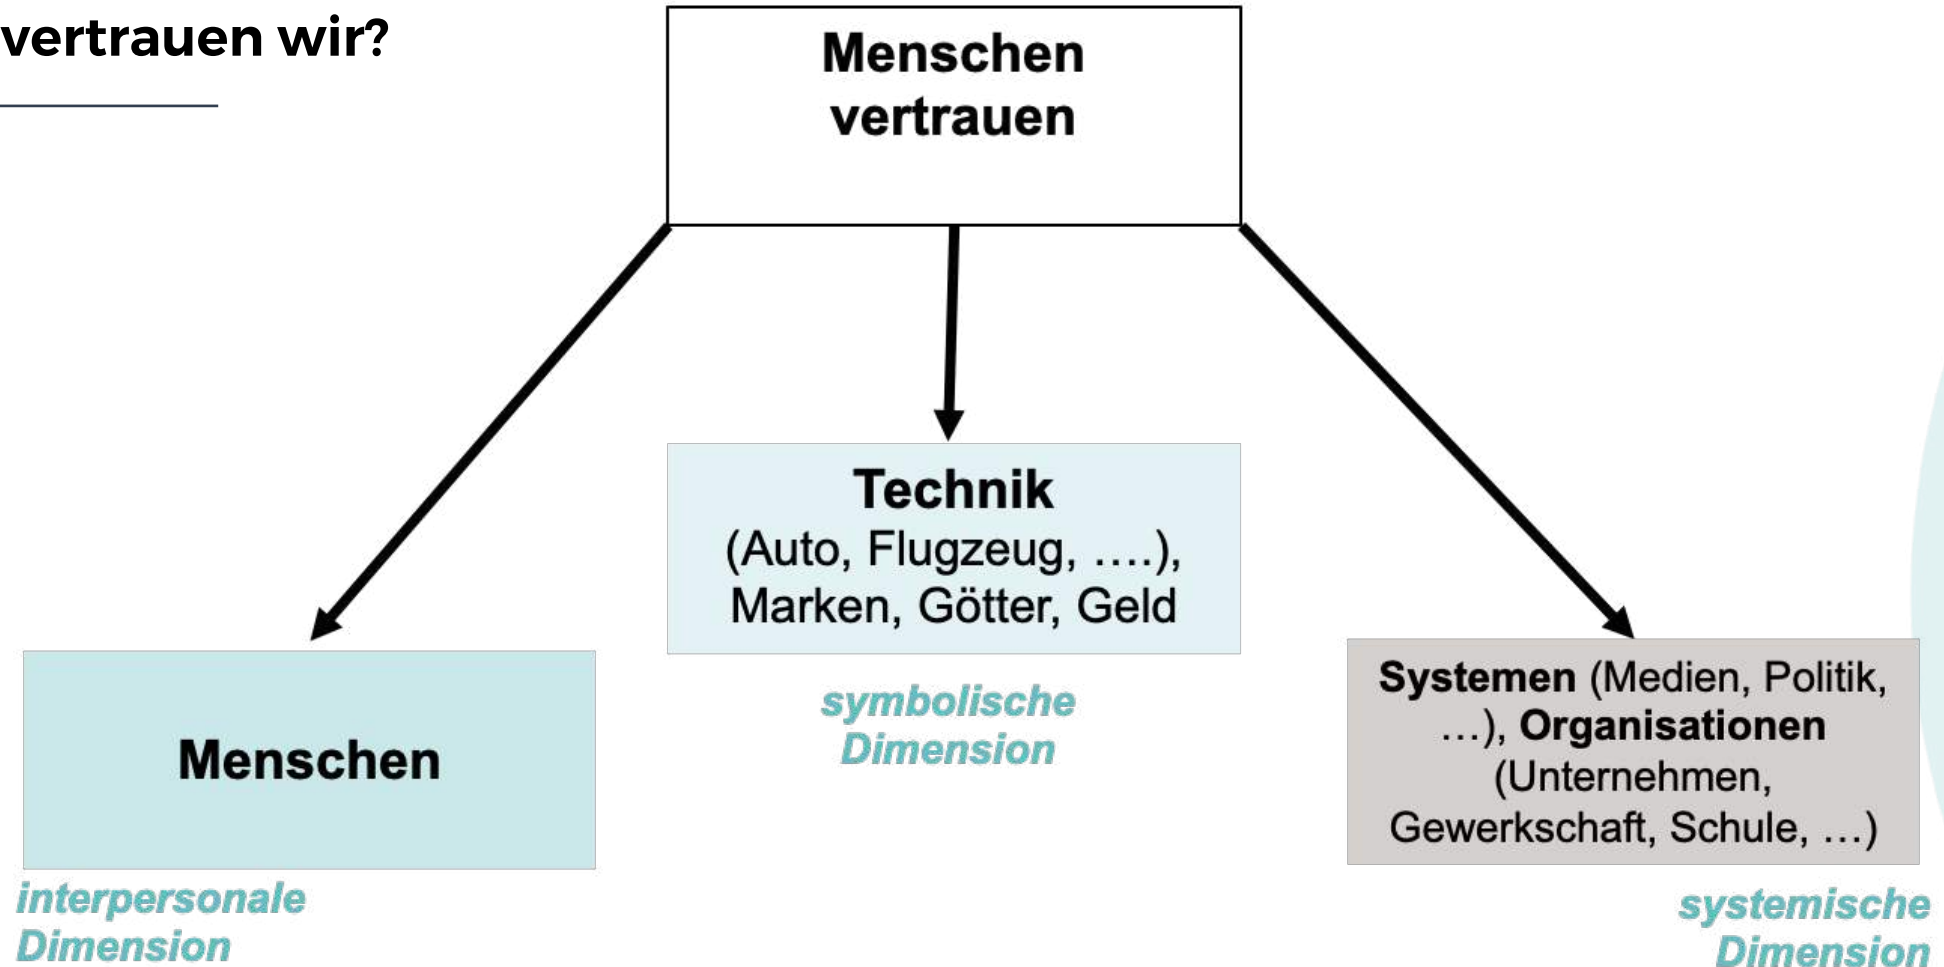 vertrauen wir?
Menschen
vertrauen
Technik
(Auto, Flugzeug, ....),
Marken, Götter, Geld
symbolische
Dimension
Menschen
interpersonale
Dimension
Systemen (Medien, Politik,
…), Organisationen
(Unternehmen,
Gewerkschaft, Schule, …)
systemische
Dimension